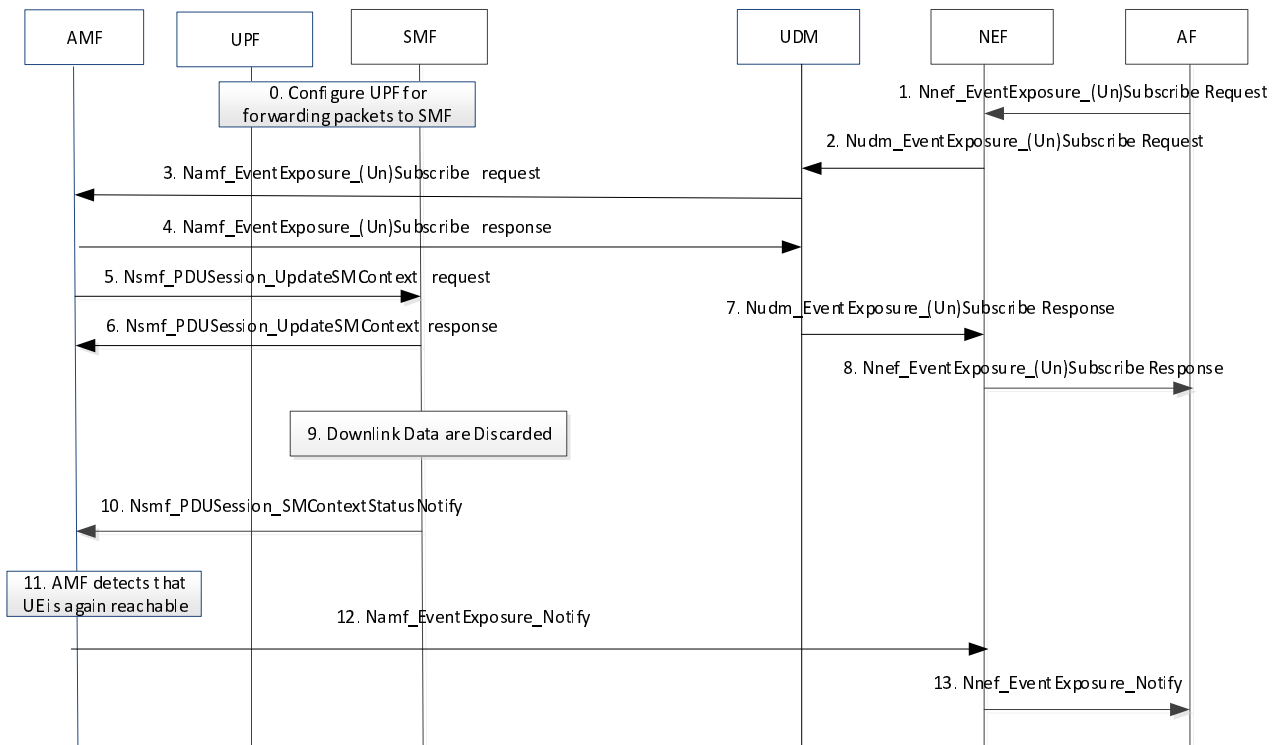 AMF
UPF
SMF
UDM
NEF
AF
0. Configure UPF for
forwarding packets to SMF
1. Nnef_EventExposure_(Un)Subscribe Request
2. Nudm_EventExposure_(Un)Subscribe Request
3. Namf_EventExposure_(Un)Subscribe request
4. Namf_EventExposure_(Un)Subscribe response
5. Nsmf_PDUSession_UpdateSMContext request
6. Nsmf_PDUSession_UpdateSMContext response
7. Nudm_EventExposure_(Un)Subscribe Response
8. Nnef_EventExposure_(Un)Subscribe Response
9. Downlink Data are Discarded
10. Nsmf_PDUSession_SMContextStatusNotify
11. AMF detects that
UE is again reachable
12. Namf_EventExposure_Notify
13. Nnef_EventExposure_Notify